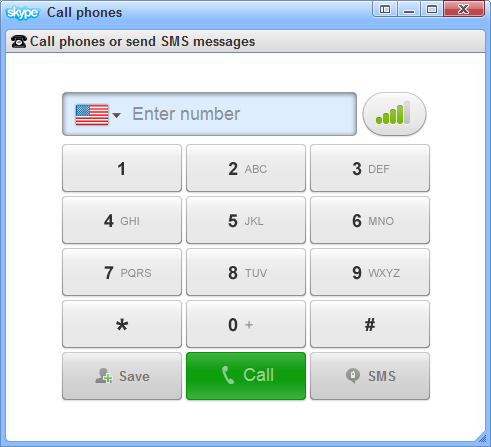 skype Call phones
Call phones or send SMS messages
Enter number
1 2 ABC 3 DEF
4 GHI 5 JKL 6 MNO
7 PQRS 8 TUV 9 WXYZ
* 0 + #
Save Call SMS